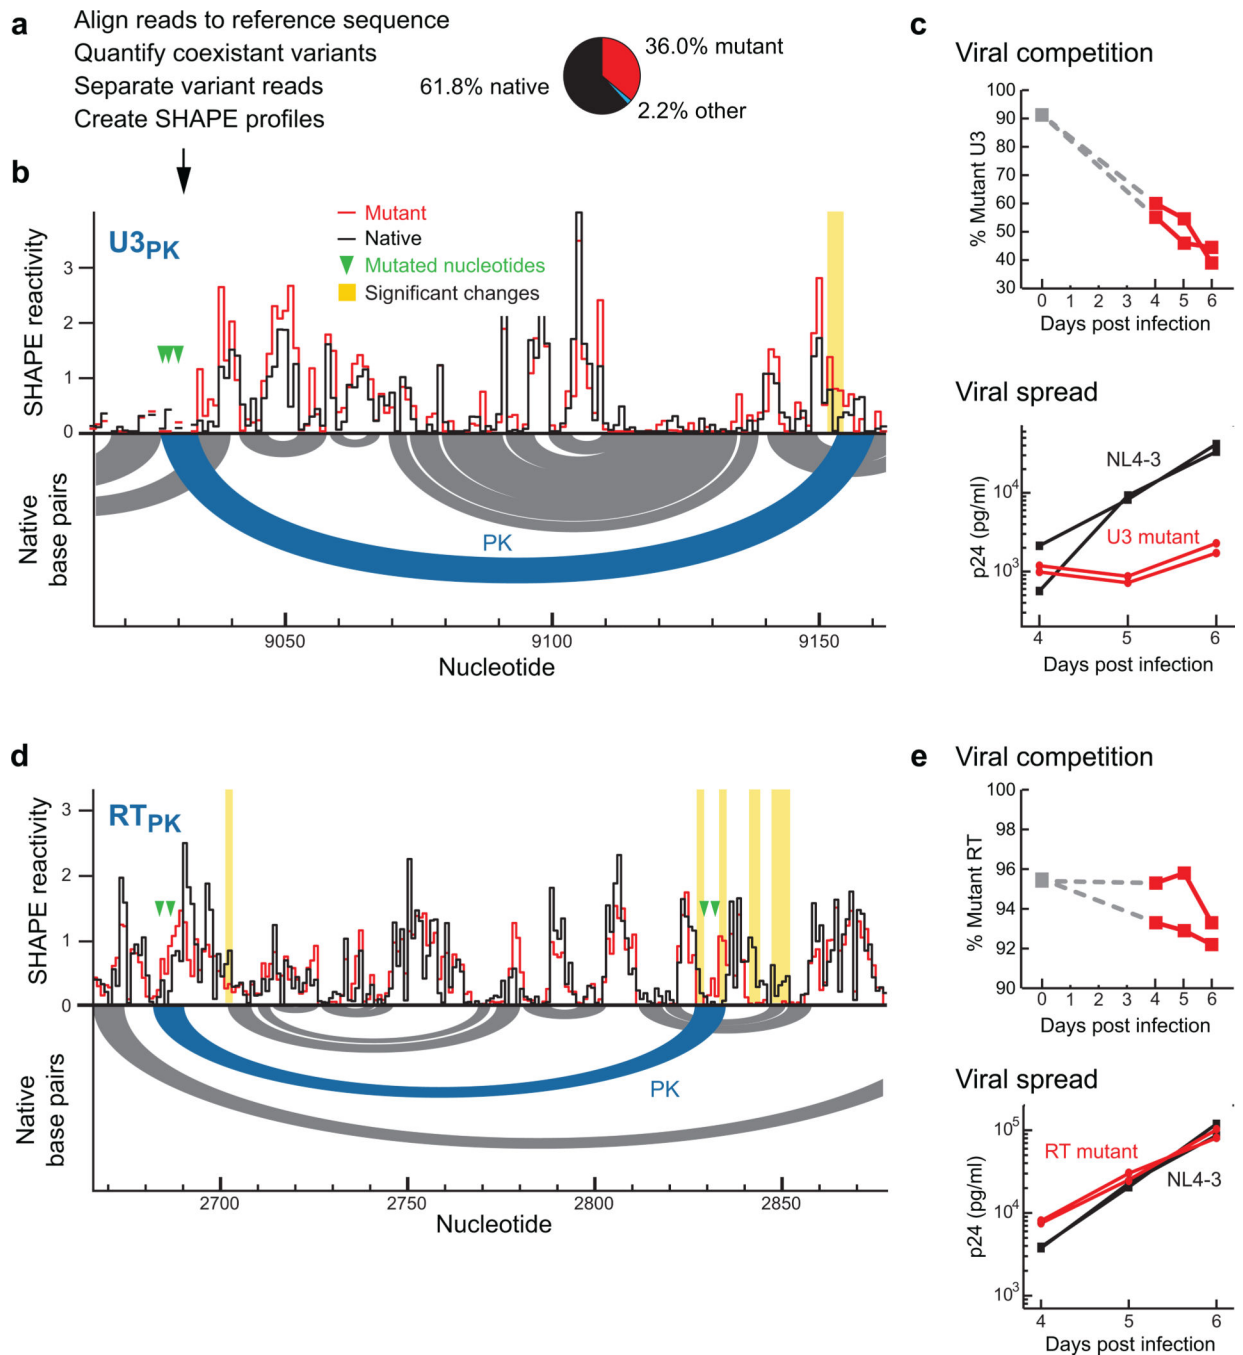 a
Align reads to reference sequence
Quantify coexistant variants
Separate variant reads
Create SHAPE profiles
36.0% mutant
61.8% native
2.2% other
b
U3PK
Mutant
Native
Mutated nucleotides
Significant changes
SHAPE reactivity
3
2
1
0
Native
base pairs
PK
9050
9100
9150
Nucleotide
c
Viral competition
% Mutant U3
100
90
80
70
60
50
40
30
0 1 2 3 4 5 6
Days post infection
Viral spread
p24 (pg/ml)
10^4
10^3
NL4-3
U3 mutant
4 5 6
Days post infection
d
RTPK
SHAPE reactivity
3
2
1
0
Native
base pairs
PK
2700
2750
2800
2850
Nucleotide
e
Viral competition
% Mutant RT
100
98
96
94
92
90
0 1 2 3 4 5 6
Days post infection
Viral spread
p24 (pg/ml)
10^5
10^4
10^3
RT mutant
NL4-3
4 5 6
Days post infection